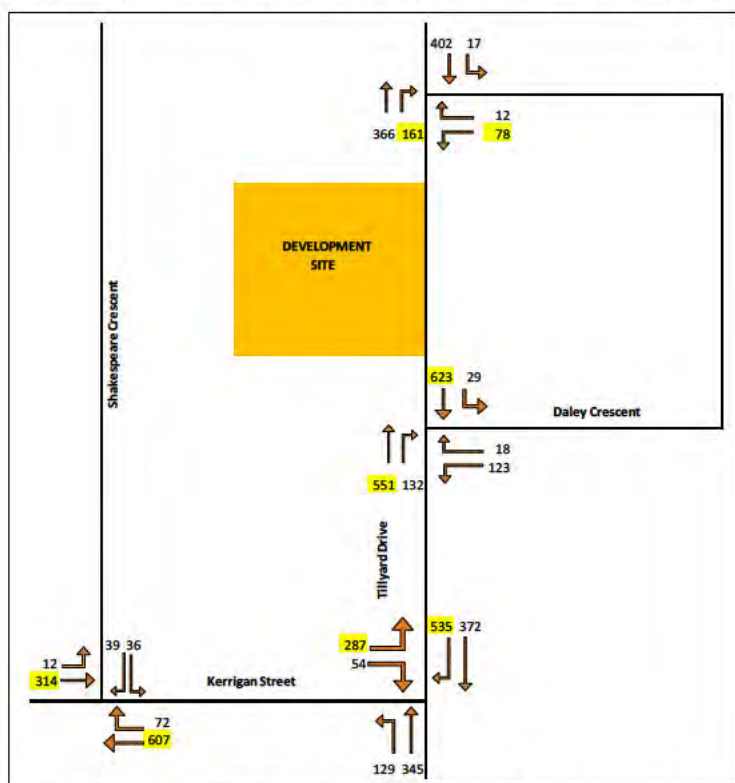 402 17
12
366 161
78
DEVELOPMENT
SITE
Shakespeare Crescent
623 29
Daley Crescent
18
551 132
123
Tillyard Drive
39 36
287
535 372
12
54
314
Kerrigan Street
72
607
129 345